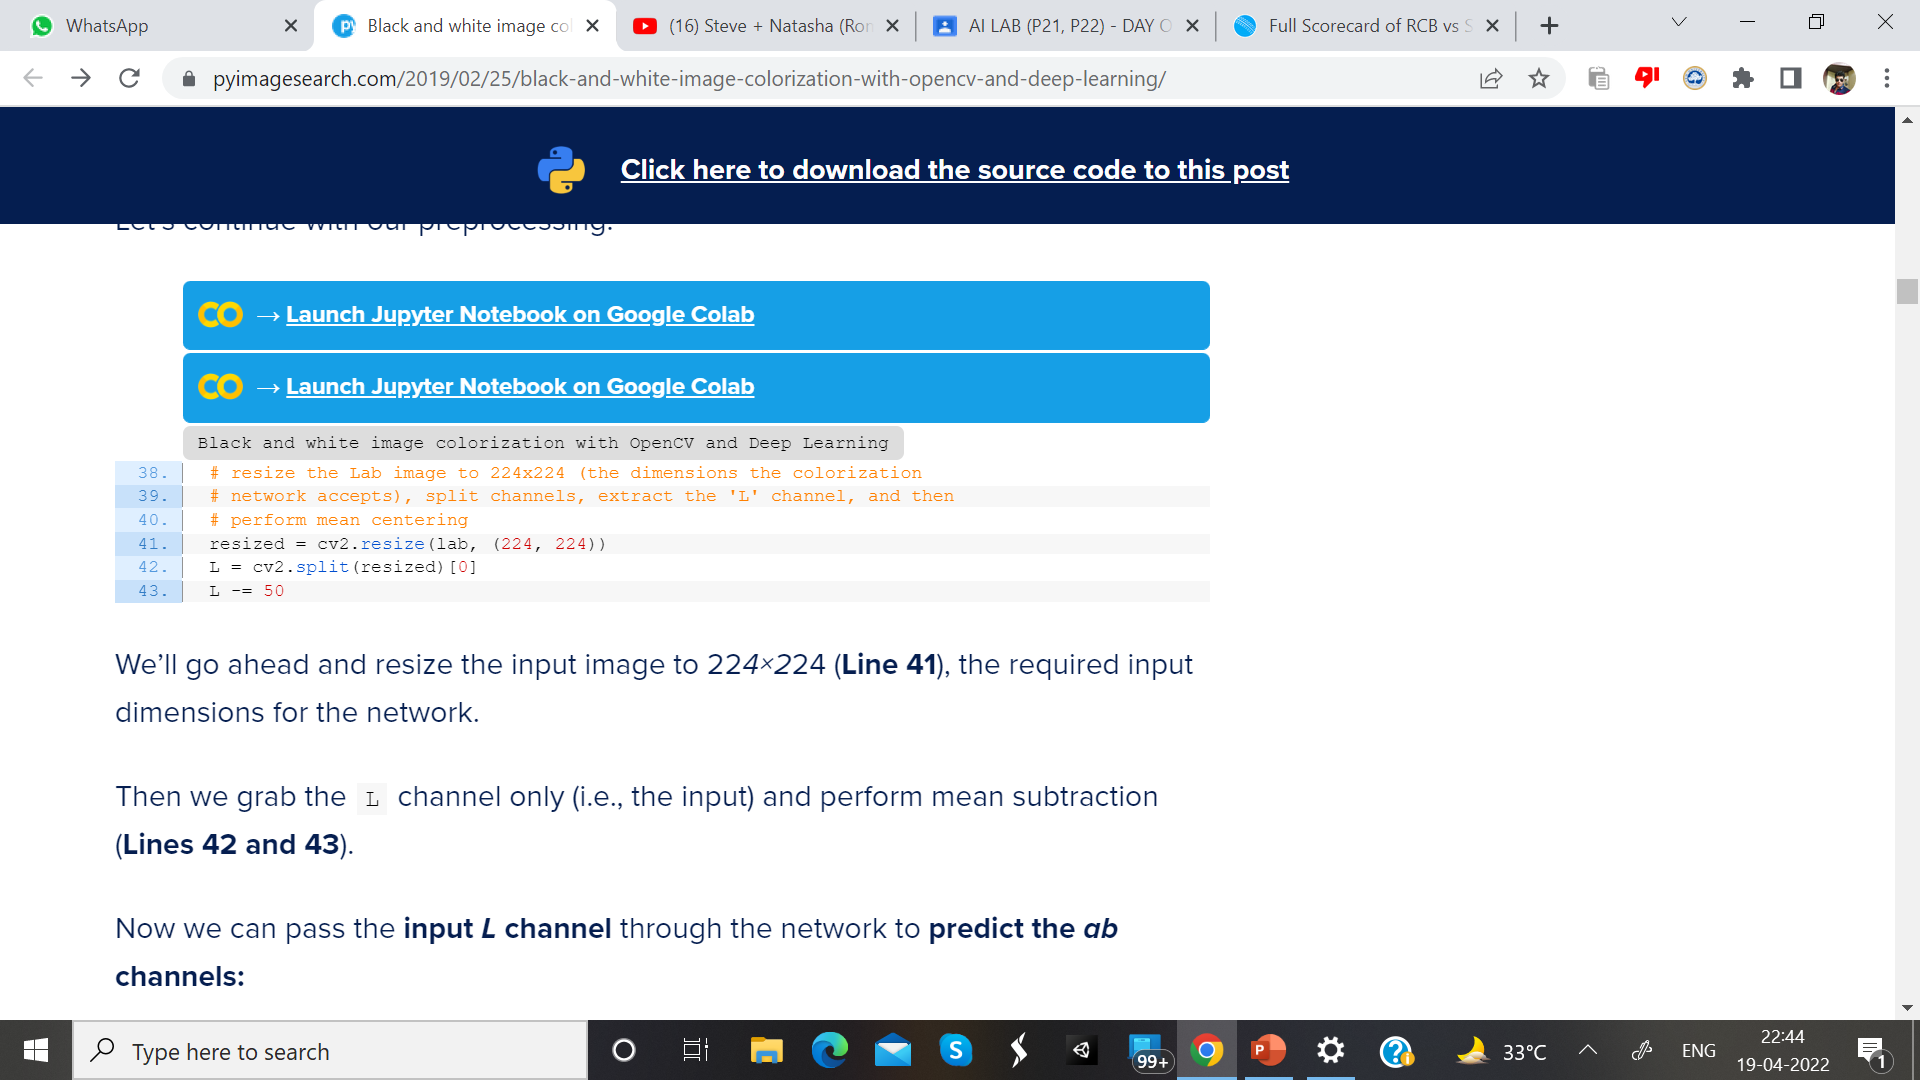 WhatsApp
Black and white image col
(16) Steve + Natasha (Ron
AI LAB (P21, P22) - DAY O
Full Scorecard of RCB vs S
pyimagesearch.com/2019/02/25/black-and-white-image-colorization-with-opencv-and-deep-learning/
Click here to download the source code to this post
Let's continue with our preprocessing:
CO → Launch Jupyter Notebook on Google Colab
CO → Launch Jupyter Notebook on Google Colab
Black and white image colorization with OpenCV and Deep Learning
38. # resize the Lab image to 224x224 (the dimensions the colorization
39. # network accepts), split channels, extract the 'L' channel, and then
40. # perform mean centering
41. resized = cv2.resize(lab, (224, 224))
42. L = cv2.split(resized)[0]
43. L -= 50
We'll go ahead and resize the input image to 224×224 (Line 41), the required input
dimensions for the network.
Then we grab the L channel only (i.e., the input) and perform mean subtraction
(Lines 42 and 43).
Now we can pass the input L channel through the network to predict the ab
channels:
Type here to search
99+
33°C
ENG
22:44
19-04-2022
1